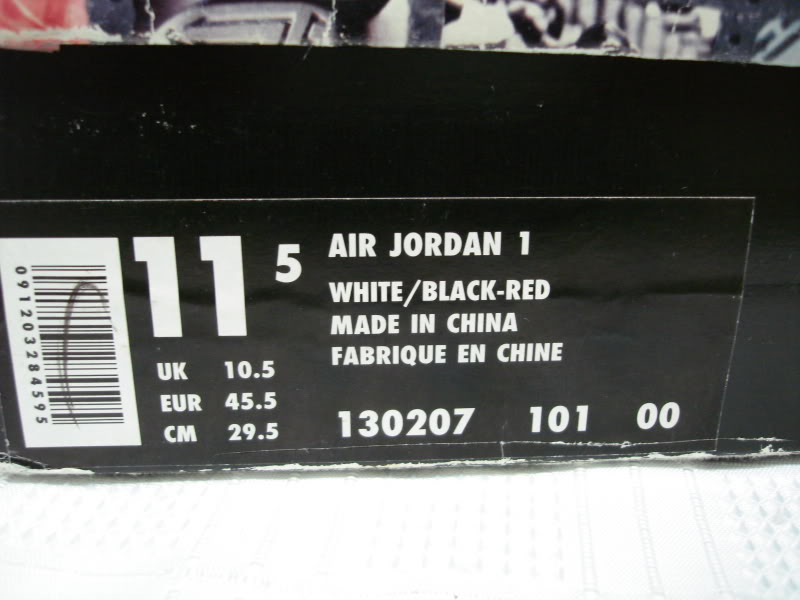 091203284595
11 5
UK 10.5
EUR 45.5
CM 29.5
AIR JORDAN 1
WHITE/BLACK-RED
MADE IN CHINA
FABRIQUE EN CHINE
130207 101 00